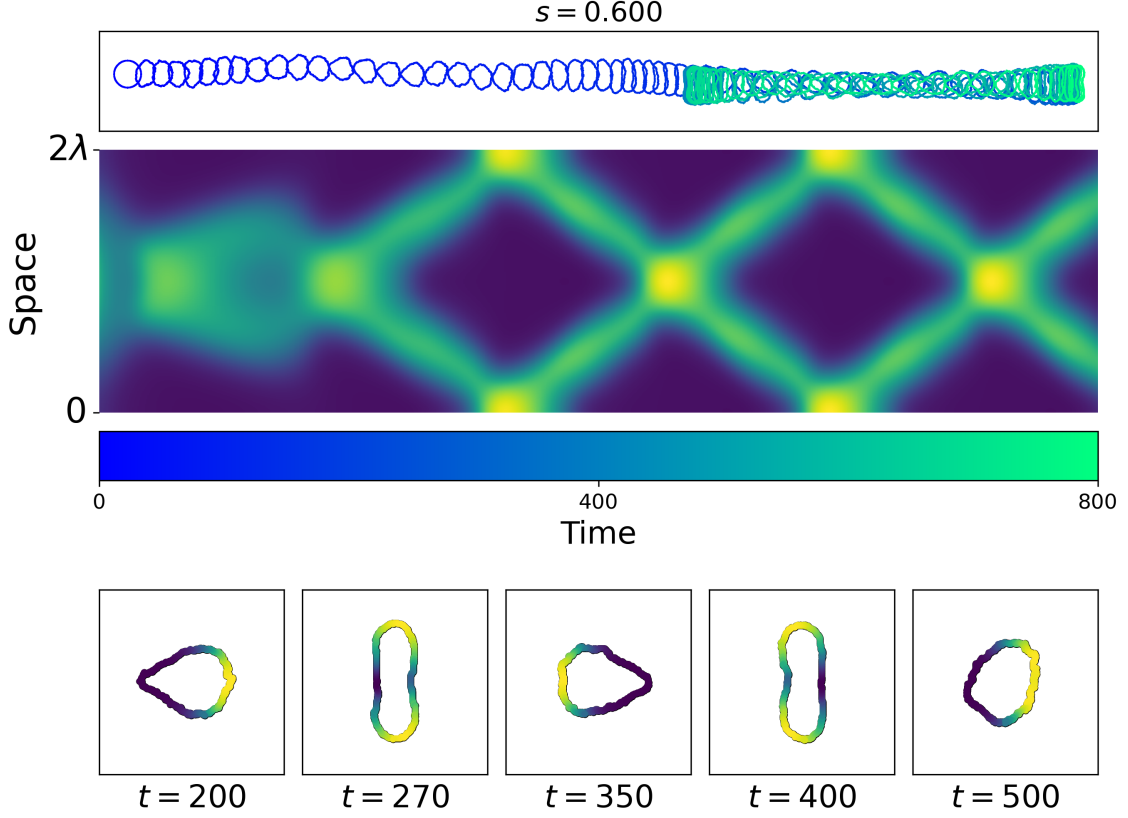 s = 0.600
2λ
Space
0
0 400 800
Time
t = 200 t = 270 t = 350 t = 400 t = 500